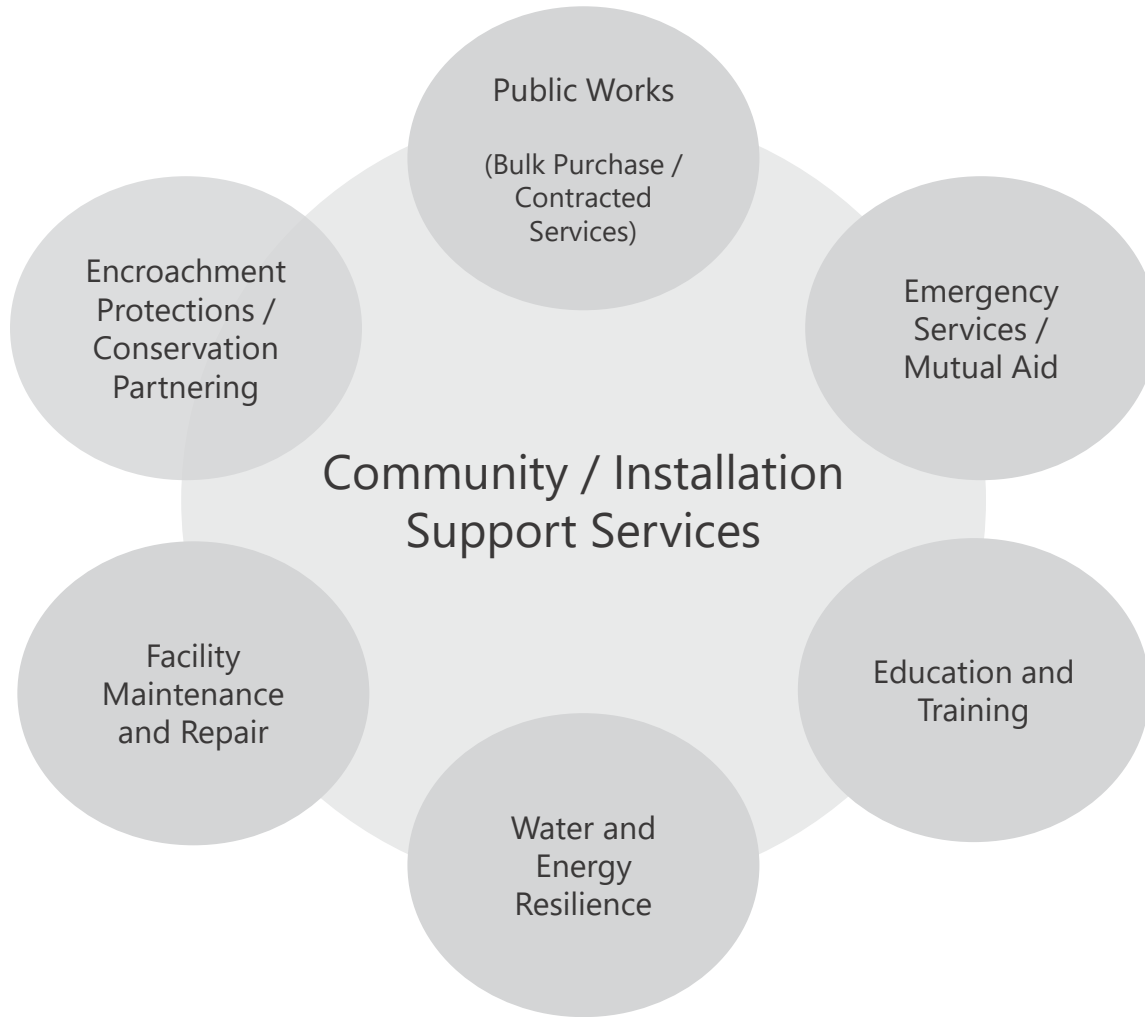 Public Works
(Bulk Purchase /
Contracted
Services)
Emergency
Services /
Mutual Aid
Education and
Training
Water and
Energy
Resilience
Facility
Maintenance
and Repair
Encroachment
Protections /
Conservation
Partnering
Community / Installation
Support Services